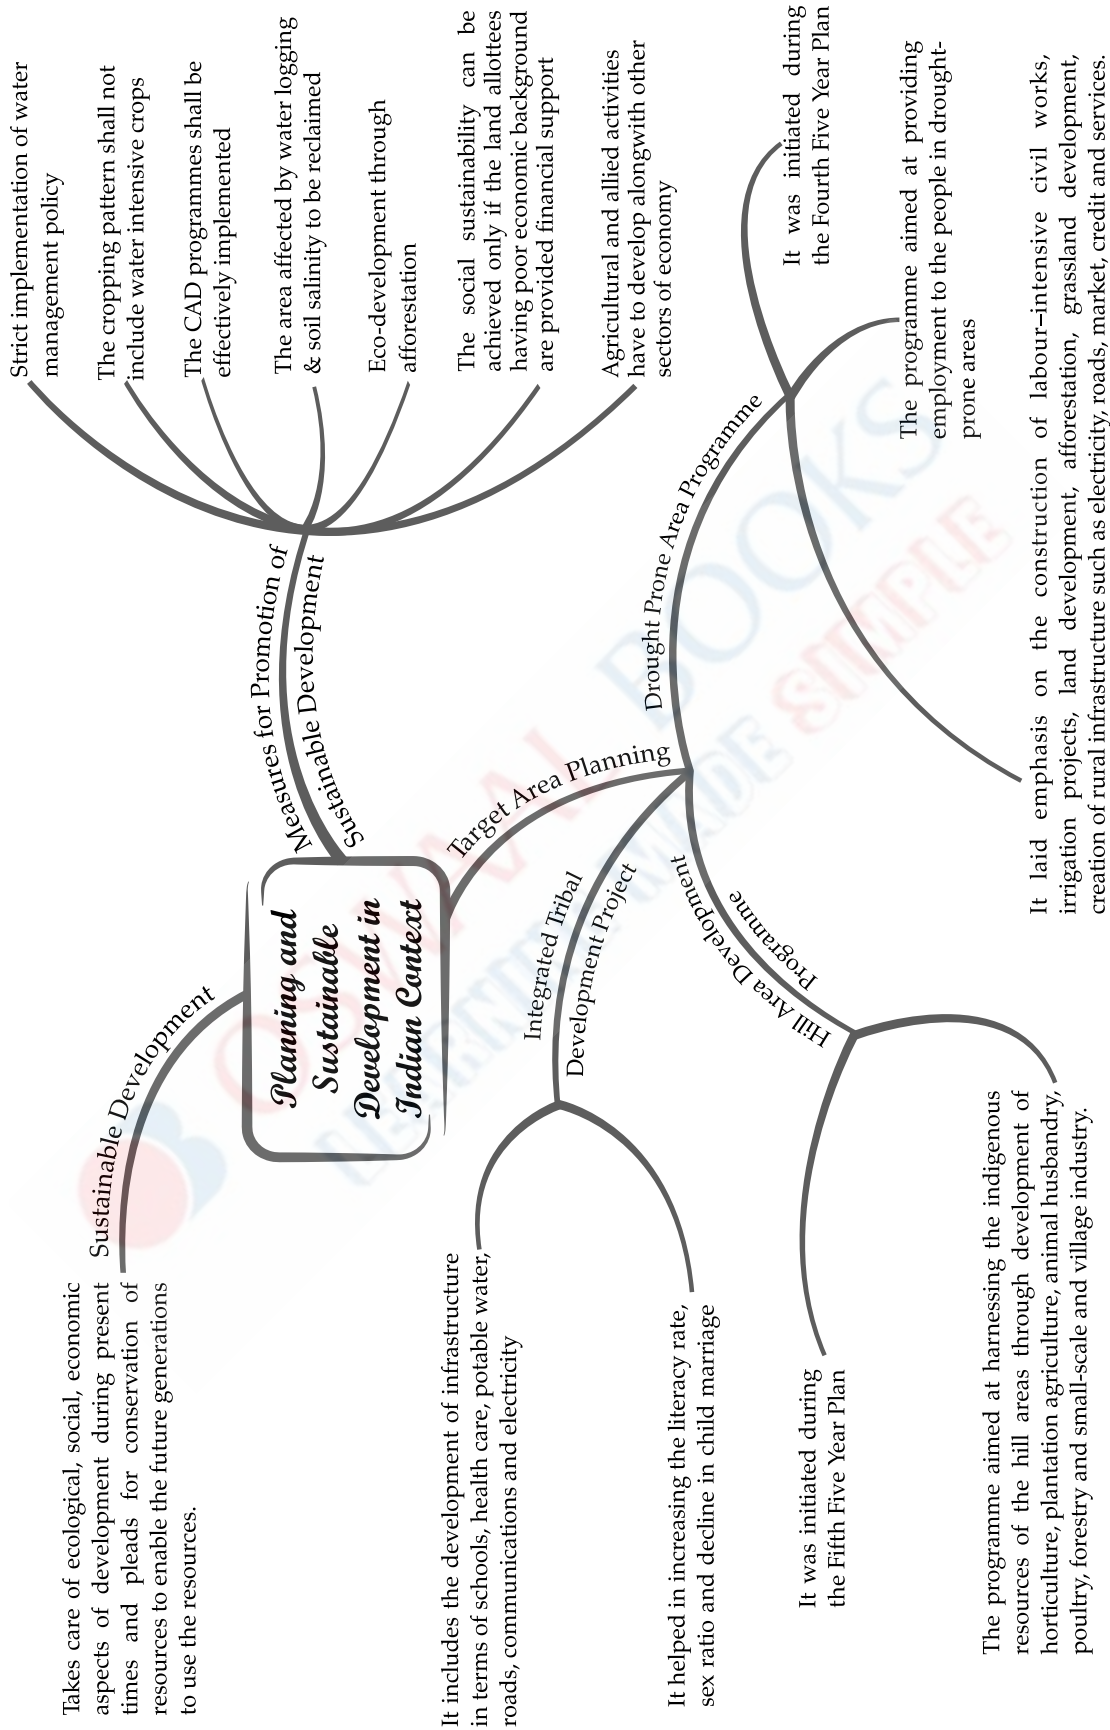 Planning and
Sustainable
Development in
Indian Context
Sustainable Development
Takes care of ecological, social, economic
aspects of development during present
times and pleads for conservation of
resources to enable the future generations
to use the resources.
Measures for Promotion of
Sustainable Development
Strict implementation of water
management policy
The cropping pattern shall not
include water intensive crops
The CAD programmes shall be
effectively implemented
The area affected by water logging
& soil salinity to be reclaimed
Eco-development through
afforestation
The social sustainability can be
achieved only if the land allottees
having poor economic background
are provided financial support
Agricultural and allied activities
have to develop alongwith other
sectors of economy
Target Area Planning
Integrated Tribal
Development Project
It includes the development of infrastructure
in terms of schools, health care, potable water,
roads, communications and electricity
It helped in increasing the literacy rate,
sex ratio and decline in child marriage
Hill Area Development
Programme
It was initiated during
the Fifth Five Year Plan
The programme aimed at harnessing the indigenous
resources of the hill areas through development of
horticulture, plantation agriculture, animal husbandry,
poultry, forestry and small-scale and village industry.
Drought Prone Area Programme
It was initiated during
the Fourth Five Year Plan
The programme aimed at providing
employment to the people in drought-
prone areas
It laid emphasis on the construction of labour–intensive civil works,
irrigation projects, land development, afforestation, grassland development,
creation of rural infrastructure such as electricity, roads, market, credit and services.
OSWAAL BOOKS
LEARNING MADE SIMPLE